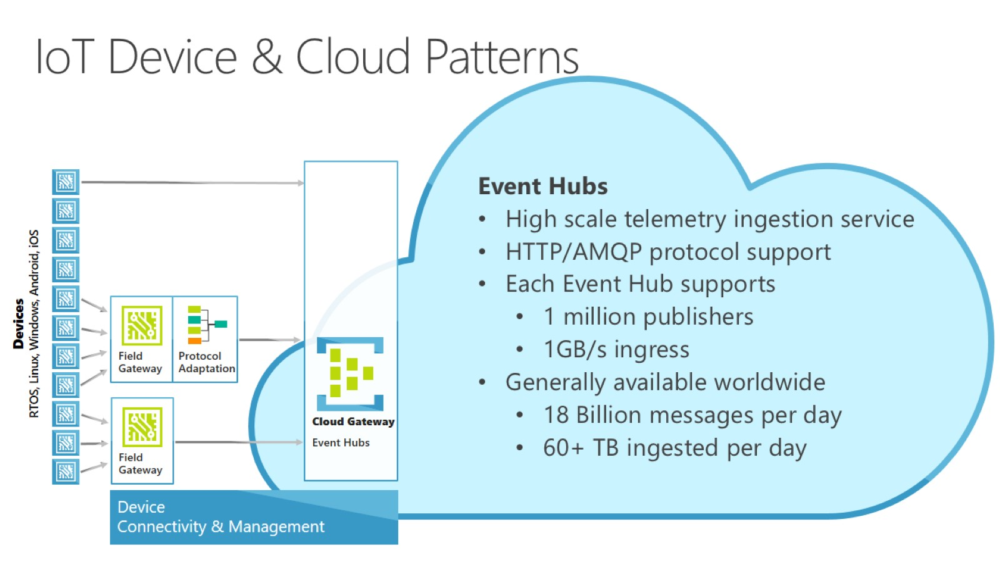 IoT Device & Cloud Patterns
Devices
RTOS, Linux, Windows, Android, iOS
Field
Gateway
Protocol
Adaptation
Field
Gateway
Cloud Gateway
Event Hubs
Device
Connectivity & Management
Event Hubs
• High scale telemetry ingestion service
• HTTP/AMQP protocol support
• Each Event Hub supports
• 1 million publishers
• 1GB/s ingress
• Generally available worldwide
• 18 Billion messages per day
• 60+ TB ingested per day